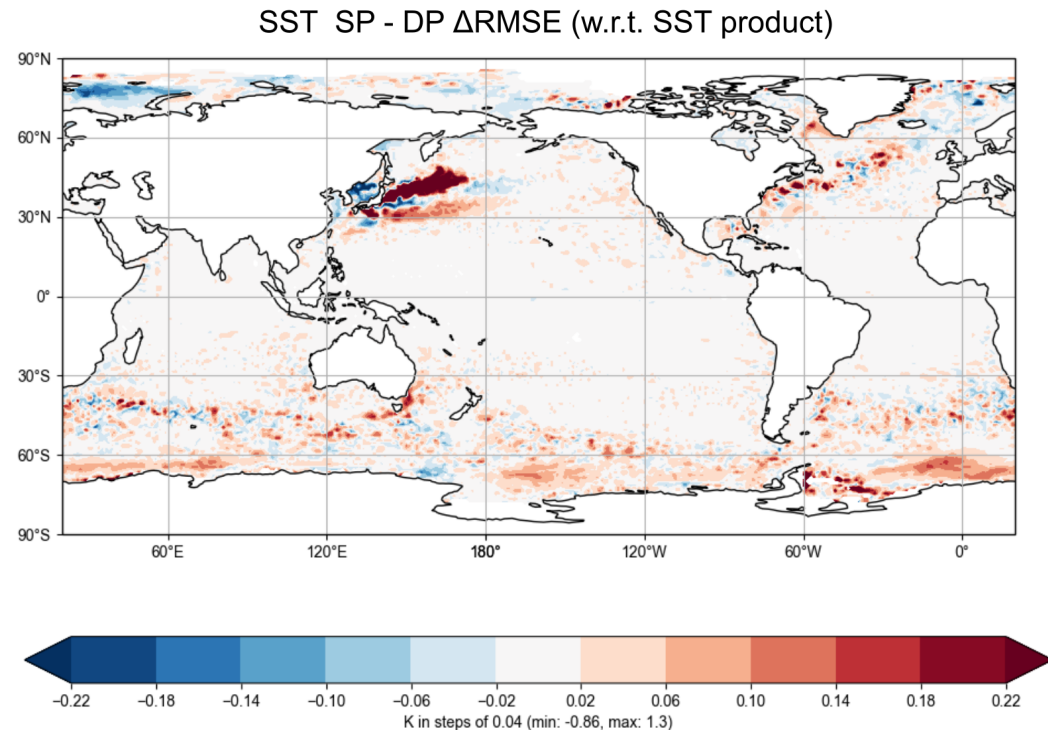 SST  SP - DP ΔRMSE (w.r.t. SST product)
90°N
60°N
30°N
0°
30°S
60°S
90°S
60°E 120°E 180° 120°W 60°W 0°
−0.22 −0.18 −0.14 −0.10 −0.06 −0.02 0.02 0.06 0.10 0.14 0.18 0.22
K in steps of 0.04 (min: -0.86, max: 1.3)